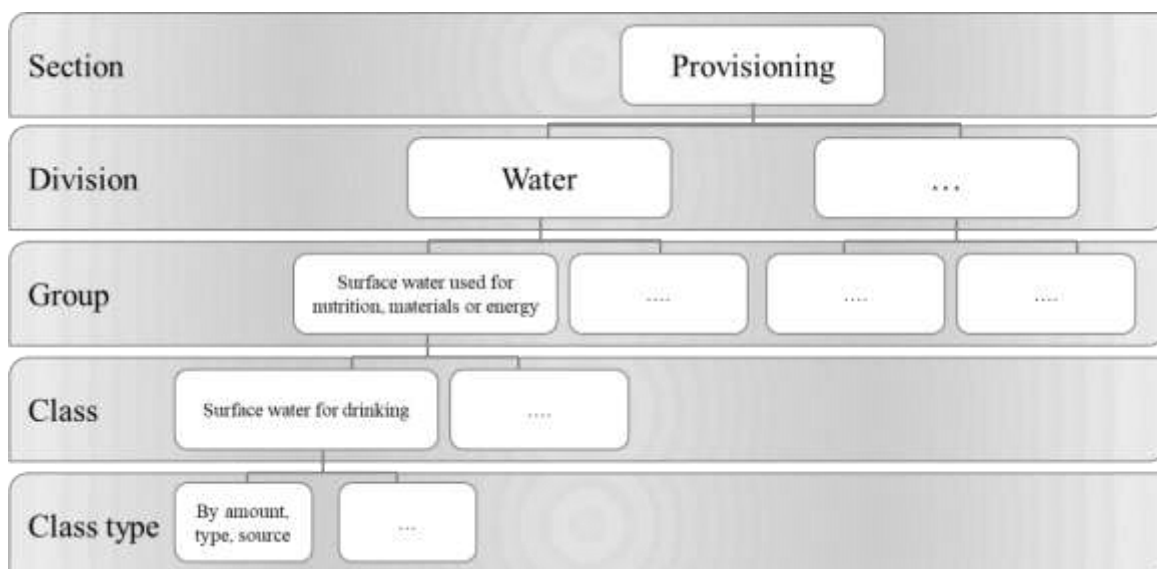 Section
Provisioning
Division
Water
...
Group
Surface water used for
nutrition, materials or energy
....
....
....
Class
Surface water for drinking
....
Class type
By amount,
type, source
...